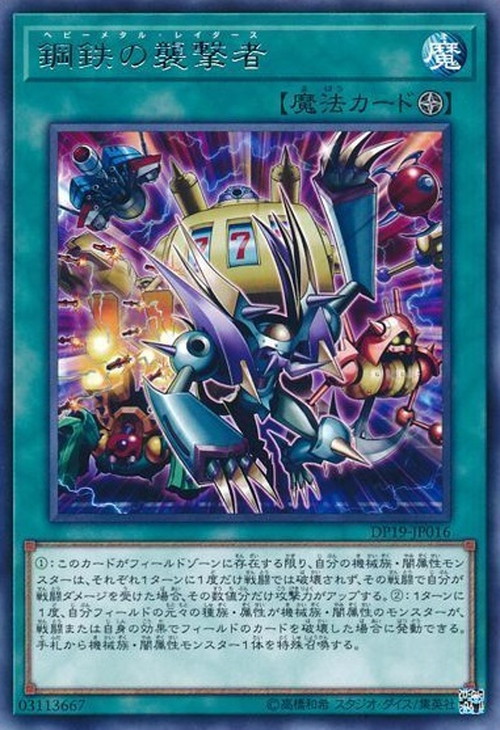 ヘビーメタル・レイダース
鋼鉄の襲撃者
魔
【魔法カード】
777
DP19-JP016
①:このカードがフィールドゾーンに存在する限り、自分の機械族・闇属性モン
スターは、それぞれ1ターンに1度だけ戦闘では破壊されず、その戦闘で自分が
戦闘ダメージを受けた場合、その数値分だけ攻撃力がアップする。②:1ターン
に1度、自分フィールドの元々の種族・属性が機械族・闇属性のモンスターが、
戦闘または自身の効果でフィールドのカードを破壊した場合に発動できる。
手札から機械族・闇属性モンスター1体を特殊召喚する。
03113667
©高橋和希 スタジオ・ダイス/集英社